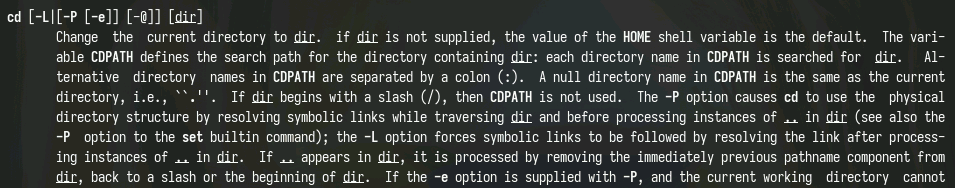 cd [-L|[-P [-e]] [-@]] [dir]
Change the current directory to dir. if dir is not supplied, the value of the HOME shell variable is the default. The vari-
able CDPATH defines the search path for the directory containing dir: each directory name in CDPATH is searched for dir. Al-
ternative directory names in CDPATH are separated by a colon (:). A null directory name in CDPATH is the same as the current
directory, i.e., ``.''. If dir begins with a slash (/), then CDPATH is not used. The -P option causes cd to use the physical
directory structure by resolving symbolic links while traversing dir and before processing instances of .. in dir (see also the
-P option to the set builtin command); the -L option forces symbolic links to be followed by resolving the link after process-
ing instances of .. in dir. If .. appears in dir, it is processed by removing the immediately previous pathname component from
dir, back to a slash or the beginning of dir. If the -e option is supplied with -P, and the current working directory cannot